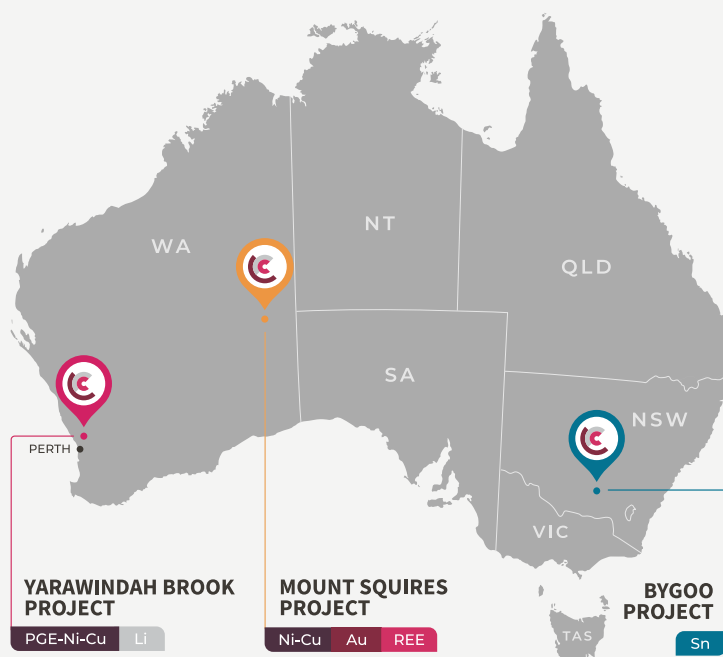 WA
NT
QLD
SA
NSW
PERTH
VIC
TAS
YARAWINDAH BROOK
PROJECT
PGE-Ni-Cu Li
MOUNT SQUIRES
PROJECT
Ni-Cu Au REE
BYGOO
PROJECT
Sn